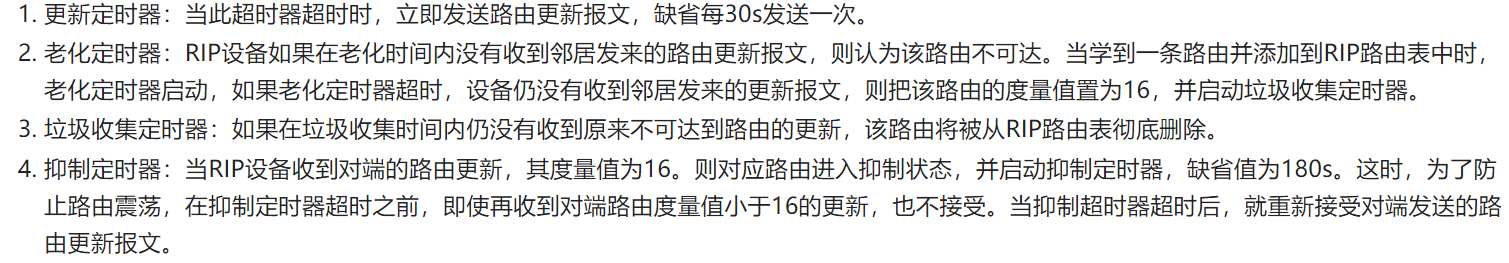 1. 更新定时器：当此超时器超时时，立即发送路由更新报文，缺省每30s发送一次。
2. 老化定时器：RIP设备如果在老化时间内没有收到邻居发来的路由更新报文，则认为该路由不可达。当学到一条路由并添加到RIP路由表中时，
老化定时器启动，如果老化定时器超时，设备仍没有收到邻居发来的更新报文，则把该路由的度量值置为16，并启动垃圾收集定时器。
3. 垃圾收集定时器：如果在垃圾收集时间内仍没有收到原来不可达到路由的更新，该路由将被从RIP路由表彻底删除。
4. 抑制定时器：当RIP设备收到对端的路由更新，其度量值为16。则对应路由进入抑制状态，并启动抑制定时器，缺省值为180s。这时，为了防
止路由震荡，在抑制定时器超时之前，即使再收到对端路由度量值小于16的更新，也不接受。当抑制超时器超时后，就重新接受对端发送的路
由更新报文。